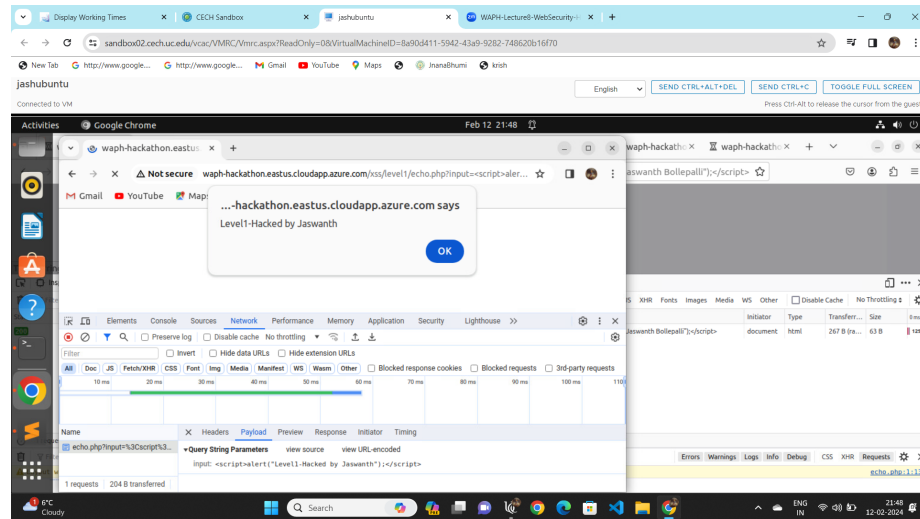 Display Working Times
CECH Sandbox
jashubuntu
WAPH-Lecture8-WebSecurity-
sandbox02.cech.uc.edu/vcac/VMRC/Vmrc.aspx?ReadOnly=0&VirtualMachineID=8a90d411-5942-43a9-9282-748620b16f70
New Tab
http://www.google...
http://www.google...
Gmail
YouTube
Maps
JnanaBhumi
krish
jashubuntu
English
SEND CTRL+ALT+DEL
SEND CTRL+C
TOGGLE FULL SCREEN
Connected to VM
Press Ctrl-Alt to release the cursor from the guest
Activities
Google Chrome
Feb 12 21:48
waph-hackathon.eastus
waph-hackatho
waph-hackatho
Not secure
waph-hackathon.eastus.cloudapp.azure.com/xss/level1/echo.php?input=<script>aler...
aswanth Bollepalli");</script>
Gmail
YouTube
Map
...-hackathon.eastus.cloudapp.azure.com says
Level1-Hacked by Jaswanth
OK
Elements
Console
Sources
Network
Performance
Memory
Application
Security
Lighthouse
Preserve log
Disable cache
No throttling
Filter
Invert
Hide data URLs
Hide extension URLs
All
Doc
JS
Fetch/XHR
CSS
Font
Img
Media
Manifest
WS
Wasm
Other
Blocked response cookies
Blocked requests
3rd-party requests
10 ms
20 ms
30 ms
40 ms
50 ms
60 ms
70 ms
80 ms
90 ms
100 ms
110
Name
Headers
Payload
Preview
Response
Initiator
Timing
echo.php?input=%3Cscript%3...
Query String Parameters
view source
view URL-encoded
input: <script>alert("Level1-Hacked by Jaswanth");</script>
1 requests
204 B transferred
XHR
Fonts
Images
Media
WS
Other
Disable Cache
No Throttling
Initiator
Type
Transferr...
Size
Jaswanth Bollepalli");</script>
document
html
267 B (ra...
63 B
Errors
Warnings
Logs
Info
Debug
CSS
XHR
Requests
echo.php:1:1
6°C
Cloudy
Search
ENG
IN
21:48
12-02-2024